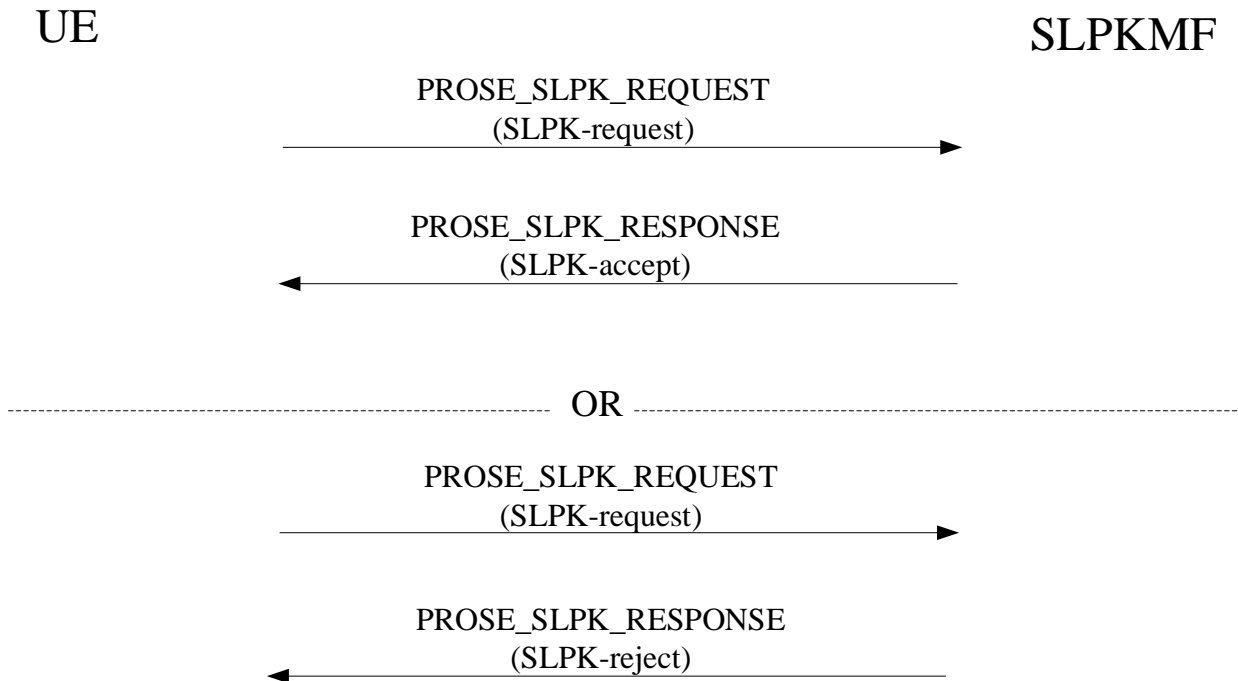 UE
SLPKMF
PROSE_SLPK_REQUEST
(SLPK-request)
PROSE_SLPK_RESPONSE
(SLPK-accept)
OR
PROSE_SLPK_REQUEST
(SLPK-request)
PROSE_SLPK_RESPONSE
(SLPK-reject)